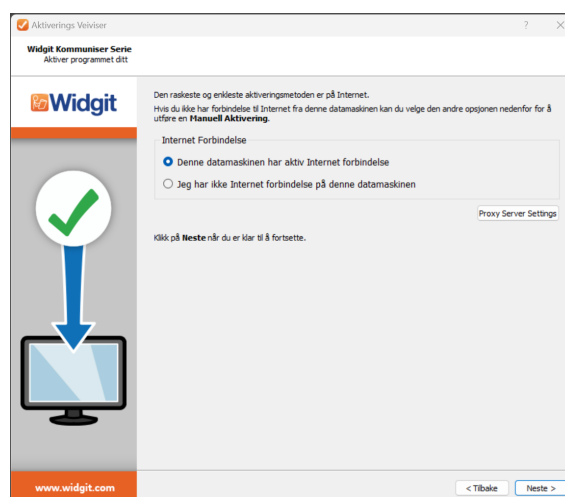 Aktiverings Veiviser
Widgit Kommuniser Serie
Aktiver programmet ditt
Widgit
Den raskeste og enkleste aktiveringsmetoden er på Internet.
Hvis du ikke har forbindelse til Internet fra denne datamaskinen kan du velge den andre opsjonen nedenfor for å
utføre en Manuell Aktivering.
Internet Forbindelse
Denne datamaskinen har aktiv Internet forbindelse
Jeg har ikke Internet forbindelse på denne datamaskinen
Proxy Server Settings
Klikk på Neste når du er klar til å fortsette.
www.widgit.com
< Tilbake
Neste >